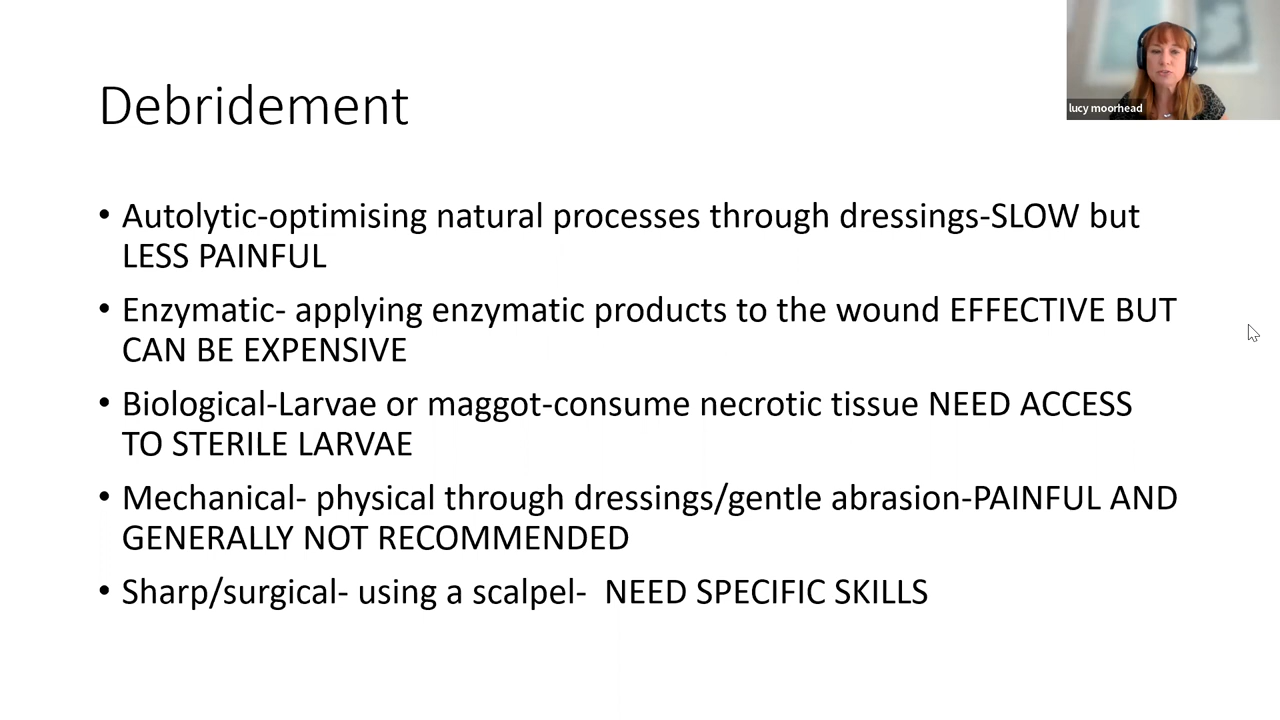 lucy moorhead
Debridement
• Autolytic-optimising natural processes through dressings-SLOW but
LESS PAINFUL
• Enzymatic- applying enzymatic products to the wound EFFECTIVE BUT
CAN BE EXPENSIVE
• Biological-Larvae or maggot-consume necrotic tissue NEED ACCESS
TO STERILE LARVAE
• Mechanical- physical through dressings/gentle abrasion-PAINFUL AND
GENERALLY NOT RECOMMENDED
• Sharp/surgical- using a scalpel-  NEED SPECIFIC SKILLS